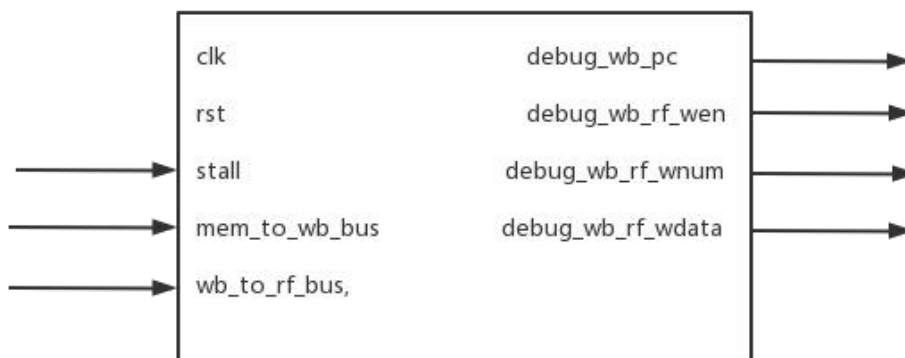 clk
debug_wb_pc
rst
debug_wb_rf_wen
stall
debug_wb_rf_wnum
mem_to_wb_bus
debug_wb_rf_wdata
wb_to_rf_bus,